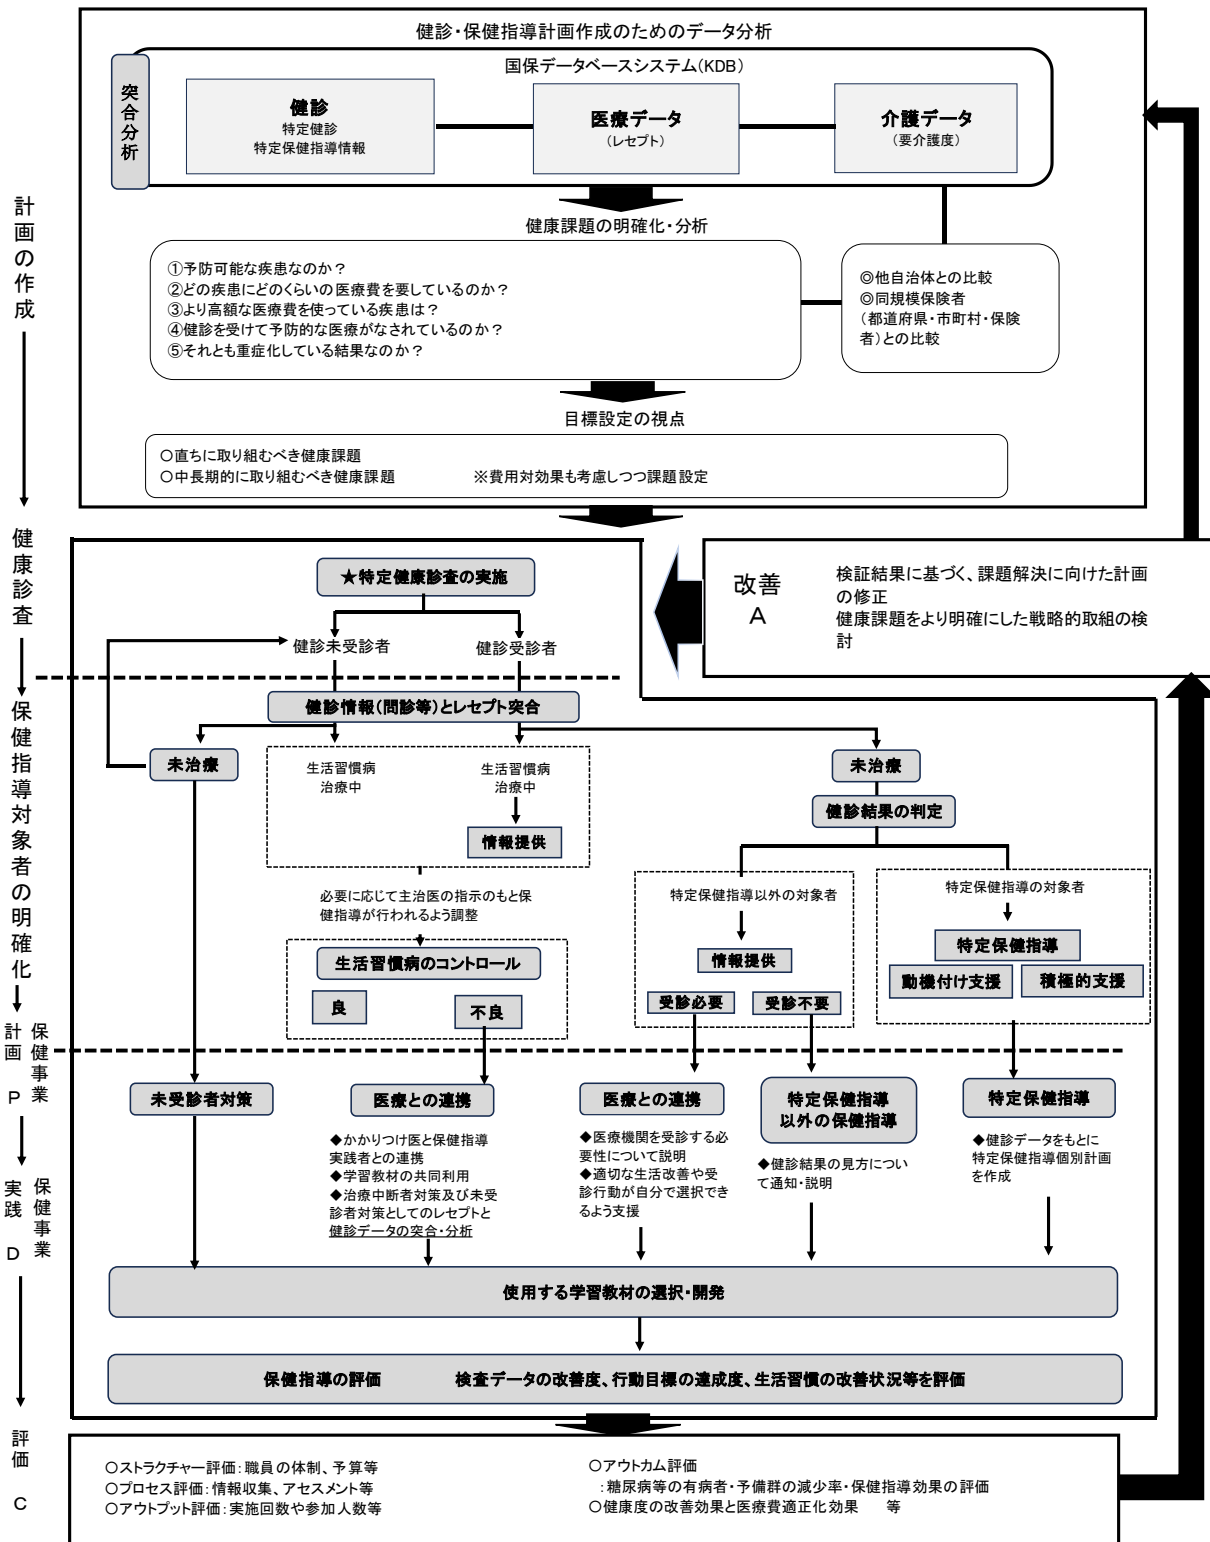 健診・保健指導計画作成のためのデータ分析
国保データベースシステム(KDB)
突合分析
健診
特定健診
特定保健指導情報
医療データ
(レセプト)
介護データ
(要介護度)
計画の作成
健康課題の明確化・分析
①予防可能な疾患なのか？
②どの疾患にどのくらいの医療費を要しているのか？
③より高額な医療費を使っている疾患は？
④健診を受けて予防的な医療がなされているのか？
⑤それとも重症化している結果なのか？
◎他自治体との比較
◎同規模保険者
（都道府県・市町村・保険
者）との比較
目標設定の視点
○直ちに取り組むべき健康課題
○中長期的に取り組むべき健康課題　　　　※費用対効果も考慮しつつ課題設定
健康診査
★特定健康診査の実施
健診未受診者
健診受診者
改善
A
検証結果に基づく、課題解決に向けた計画
の修正
健康課題をより明確にした戦略的取組の検
討
保健指導対象者の明確化
健診情報（問診等）とレセプト突合
未治療
生活習慣病
治療中
生活習慣病
治療中
情報提供
未治療
健診結果の判定
必要に応じて主治医の指示のもと保
健指導が行われるよう調整
生活習慣病のコントロール
良
不良
特定保健指導以外の対象者
情報提供
受診必要
受診不要
特定保健指導の対象者
特定保健指導
動機付け支援
積極的支援
保健事業
計画　P
未受診者対策
医療との連携
◆かかりつけ医と保健指導
実践者との連携
◆学習教材の共同利用
◆治療中断者対策及び未受
診者対策としてのレセプトと
健診データの突合・分析
医療との連携
◆医療機関を受診する必
要性について説明
◆適切な生活改善や受
診行動が自分で選択でき
るよう支援
特定保健指導
以外の保健指導
◆健診結果の見方につい
て通知・説明
特定保健指導
◆健診データをもとに
特定保健指導個別計画
を作成
保健事業
実践　D
使用する学習教材の選択・開発
保健指導の評価　　　検査データの改善度、行動目標の達成度、生活習慣の改善状況等を評価
評価　C
○ストラクチャー評価：職員の体制、予算等
○プロセス評価：情報収集、アセスメント等
○アウトプット評価：実施回数や参加人数等
○アウトカム評価
：糖尿病等の有病者・予備群の減少率・保健指導効果の評価
○健康度の改善効果と医療費適正化効果　　等